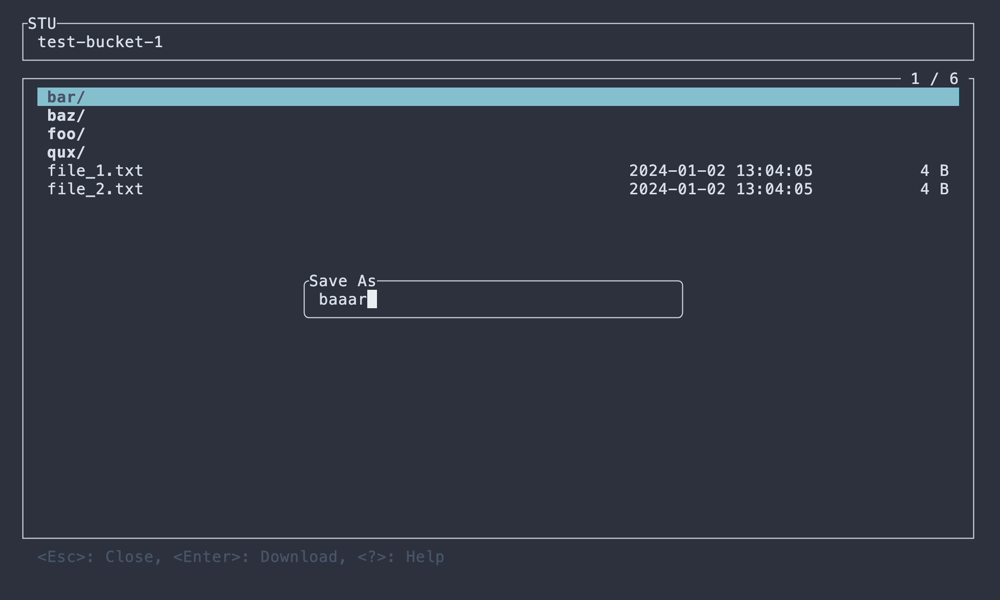 STU
test-bucket-1
1 / 6
bar/
baz/
foo/
qux/
file_1.txt 2024-01-02 13:04:05 4 B
file_2.txt 2024-01-02 13:04:05 4 B
Save As
baaar
<Esc>: Close, <Enter>: Download, <?>: Help